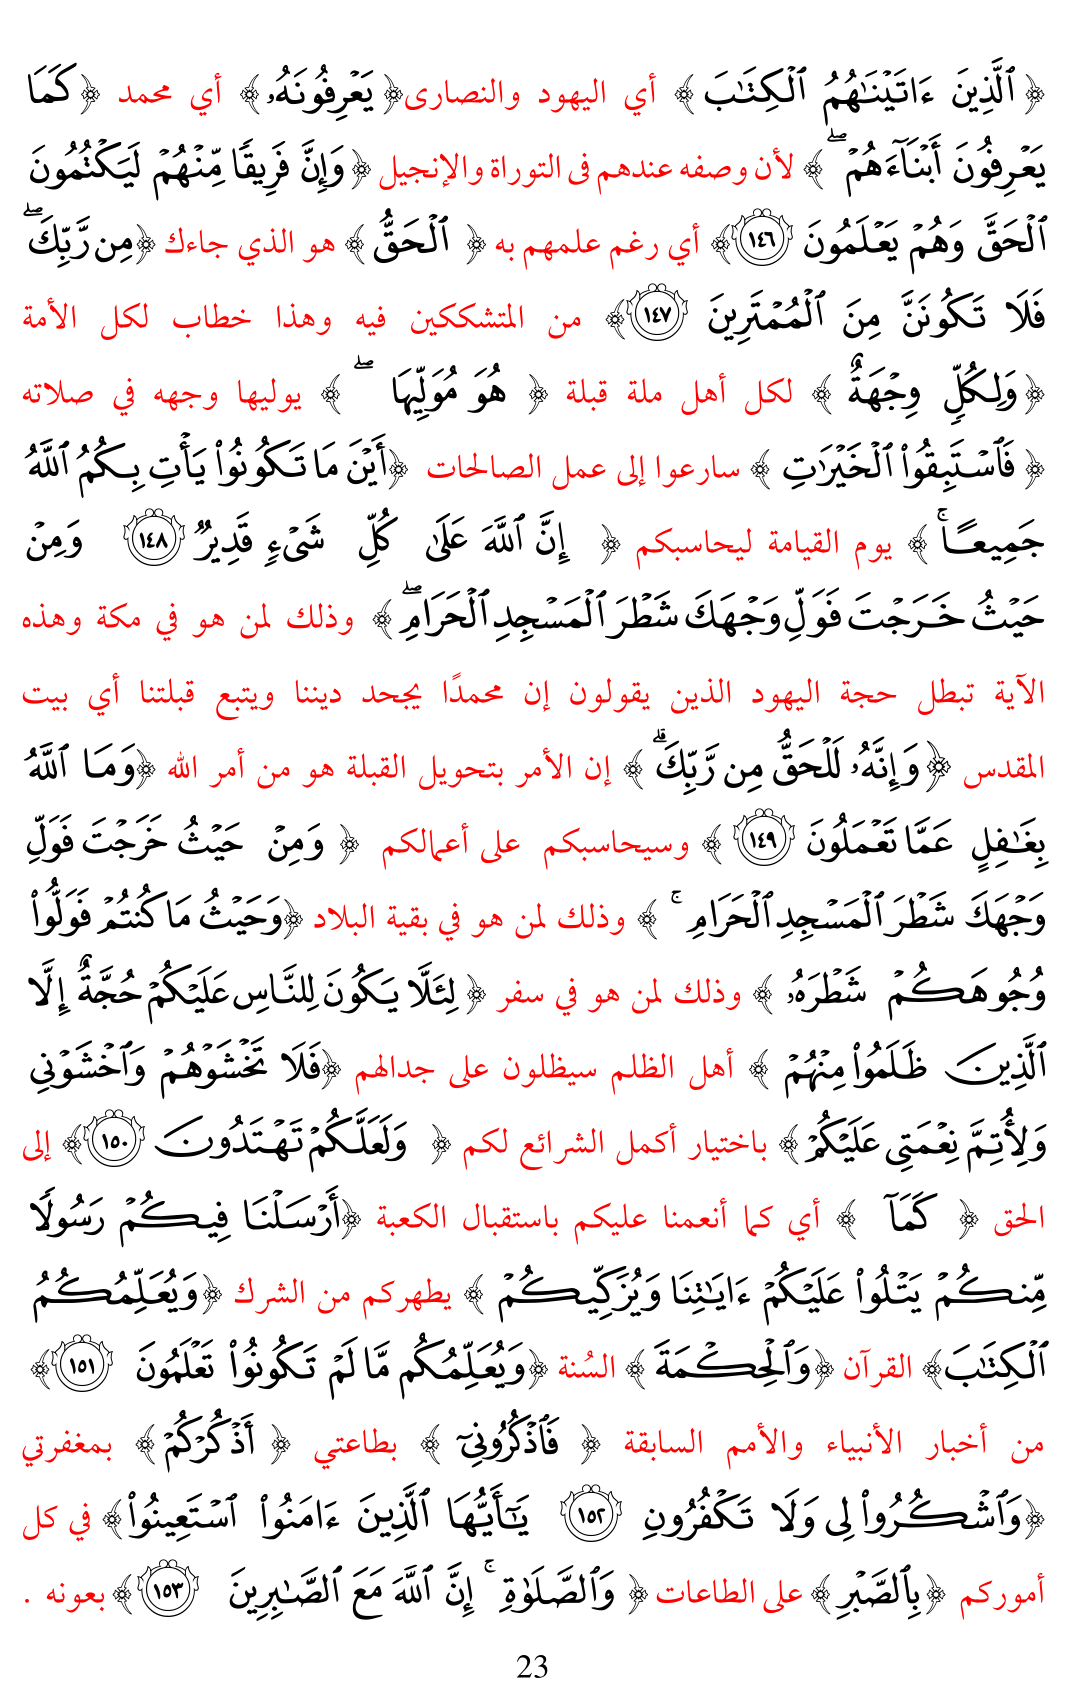 ﴿ ٱلَّذِينَ ءَاتَيۡنَٰهُمُ ٱلۡكِتَٰبَ ﴾ أي اليهود والنصارى﴿ يَعۡرِفُونَهُۥ ﴾ أي محمد ﴿ كَمَا
يَعۡرِفُونَ أَبۡنَآءَهُمۡۖ ﴾ لأن وصفه عندهم فى التوراة والإنجيل ﴿ وَإِنَّ فَرِيقٗا مِّنۡهُمۡ لَيَكۡتُمُونَ
ٱلۡحَقَّ وَهُمۡ يَعۡلَمُونَ ١٤٦﴾ أي رغم علمهم به ﴿ ٱلۡحَقُّ ﴾ هو الذي جاءك ﴿مِن رَّبِّكَۖ
فَلَا تَكُونَنَّ مِنَ ٱلۡمُمۡتَرِينَ ١٤٧﴾ من المتشككين فيه وهذا خطاب لكل الأمة
﴿ وَلِكُلّٖ وِجۡهَةٌ ﴾ لكل أهل ملة قبلة ﴿ هُوَ مُوَلِّيهَا ۖ ﴾ يوليها وجهه في صلاته
﴿ فَٱسۡتَبِقُواْ ٱلۡخَيۡرَٰتِ ﴾ سارعوا إلى عمل الصالحات ﴿أَيۡنَ مَا تَكُونُواْ يَأۡتِ بِكُمُ ٱللَّهُ
جَمِيعًاۚ ﴾ يوم القيامة ليحاسبكم ﴿ إِنَّ ٱللَّهَ عَلَىٰ كُلِّ شَيۡءٖ قَدِيرٞ ١٤٨ وَمِنۡ
حَيۡثُ خَرَجۡتَ فَوَلِّ وَجۡهَكَ شَطۡرَ ٱلۡمَسۡجِدِ ٱلۡحَرَامِۖ ﴾ وذلك لمن هو في مكة وهذه
الآية تبطل حجة اليهود الذين يقولون إن محمدًا يجحد ديننا ويتبع قبلتنا أي بيت
المقدس ﴿وَإِنَّهُۥ لَلۡحَقُّ مِن رَّبِّكَۗ ﴾ إن الأمر بتحويل القبلة هو من أمر الله ﴿وَمَا ٱللَّهُ
بِغَٰفِلٍ عَمَّا تَعۡمَلُونَ ١٤٩ ﴾ وسيحاسبكم على أعمالكم ﴿ وَمِنۡ حَيۡثُ خَرَجۡتَ فَوَلِّ
وَجۡهَكَ شَطۡرَ ٱلۡمَسۡجِدِ ٱلۡحَرَامِ ۚ ﴾ وذلك لمن هو في بقية البلاد ﴿وَحَيۡثُ مَا كُنتُمۡ فَوَلُّواْ
وُجُوهَكُمۡ شَطۡرَهُۥ ﴾ وذلك لمن هو في سفر ﴿ لِئَلَّا يَكُونَ لِلنَّاسِ عَلَيۡكُمۡ حُجَّةٌ إِلَّا
ٱلَّذِينَ ظَلَمُواْ مِنۡهُمۡ ﴾ أهل الظلم سيظلون على جدالهم ﴿فَلَا تَخۡشَوۡهُمۡ وَٱخۡشَوۡنِي
وَلِأُتِمَّ نِعۡمَتِي عَلَيۡكُمۡ ﴾ باختيار أكمل الشرائع لكم ﴿ وَلَعَلَّكُمۡ تَهۡتَدُونَ ١٥٠﴾ إلى
الحق ﴿ كَمَآ ﴾ أي كما أنعمنا عليكم باستقبال الكعبة ﴿أَرۡسَلۡنَا فِيكُمۡ رَسُولٗا
مِّنكُمۡ يَتۡلُواْ عَلَيۡكُمۡ ءَايَٰتِنَا وَيُزَكِّيكُمۡ ﴾ يطهركم من الشرك ﴿وَيُعَلِّمُكُمُ
ٱلۡكِتَٰبَ﴾ القرآن ﴿وَٱلۡحِكۡمَةَ ﴾ السُنة ﴿وَيُعَلِّمُكُم مَّا لَمۡ تَكُونُواْ تَعۡلَمُونَ ١٥١﴾
من أخبار الأنبياء والأمم السابقة ﴿ فَٱذۡكُرُونِيٓ ﴾ بطاعتي ﴿ أَذۡكُرۡكُمۡ ﴾ بمغفرتي
﴿وَٱشۡكُرُواْ لِي وَلَا تَكۡفُرُونِ ١٥٢ يَٰٓأَيُّهَا ٱلَّذِينَ ءَامَنُواْ ٱسۡتَعِينُواْ﴾ في كل
أموركم ﴿بِٱلصَّبۡرِ﴾ على الطاعات ﴿ وَٱلصَّلَوٰةِۚ إِنَّ ٱللَّهَ مَعَ ٱلصَّٰبِرِينَ ١٥٣﴾ بعونه .
23